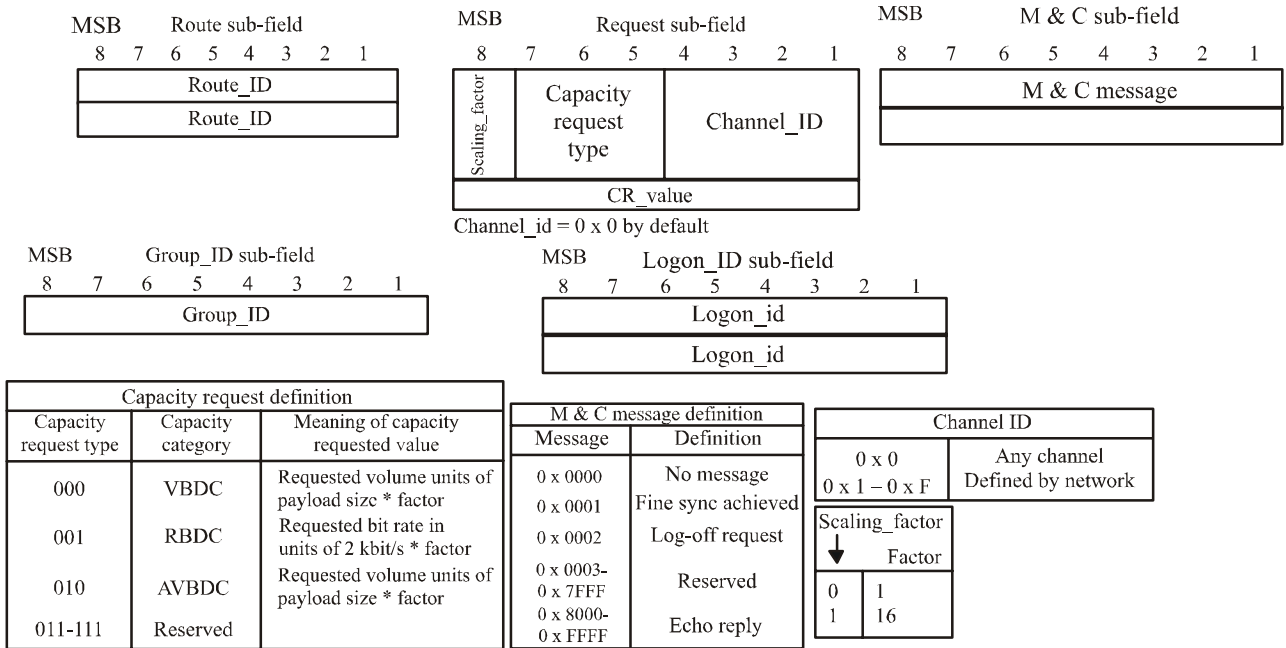 MSB Route sub-field
8 7 6 5 4 3 2 1
Route_ID
Route_ID
MSB Request sub-field
8 7 6 5 4 3 2 1
Scaling_factor
Capacity
request
type
Channel_ID
CR_value
Channel_id = 0 x 0 by default
MSB M & C sub-field
8 7 6 5 4 3 2 1
M & C message
MSB Group_ID sub-field
8 7 6 5 4 3 2 1
Group_ID
MSB Logon_ID sub-field
8 7 6 5 4 3 2 1
Logon_id
Logon_id
Capacity request definition
Capacity
request type
Capacity
category
Meaning of capacity
requested value
000 VBDC
Requested volume units of
payload size * factor
001 RBDC
Requested bit rate in
units of 2 kbit/s * factor
010 AVBDC
Requested volume units of
payload size * factor
011-111 Reserved
M & C message definition
Message Definition
0 x 0000 No message
0 x 0001 Fine sync achieved
0 x 0002 Log-off request
0 x 0003-
0 x 7FFF
Reserved
0 x 8000-
0 x FFFF
Echo reply
Channel ID
0 x 0 Any channel
0 x 1 – 0 x F Defined by network
Scaling_factor
Factor
0 1
1 16